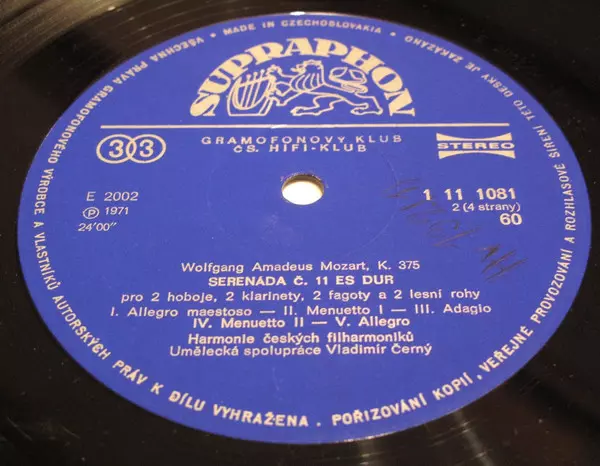 MADE IN CZECHOSLOVAKIA • VŠECHNA PRÁVA GRAMOFONOVÉHO VÝROBCE A VLASTNÍKŮ AUTORSKÝCH PRÁV K DÍLU VYHRAŽENA. POŘIZOVÁNÍ KOPIÍ, VEŘEJNÉ PROVOZOVÁNÍ A ROZHLASOVÉ ŠÍŘENÍ TÉTO DESKY JE ZAKÁZÁNO
SUPRAPHON
GRAMOFONOVÝ KLUB
ČS. HIFI-KLUB
33
STEREO
E 2002
Ⓟ 1971
24'00"
1 11 1081
2 (4 strany)
60
Wolfgang Amadeus Mozart, K. 375
SERENÁDA Č. 11 ES DUR
pro 2 hoboje, 2 klarinety, 2 fagoty a 2 lesní rohy
I. Allegro maestoso — II. Menuetto I — III. Adagio
IV. Menuetto II — V. Allegro
Harmonie českých filharmoniků
Umělecká spolupráce Vladimír Černý